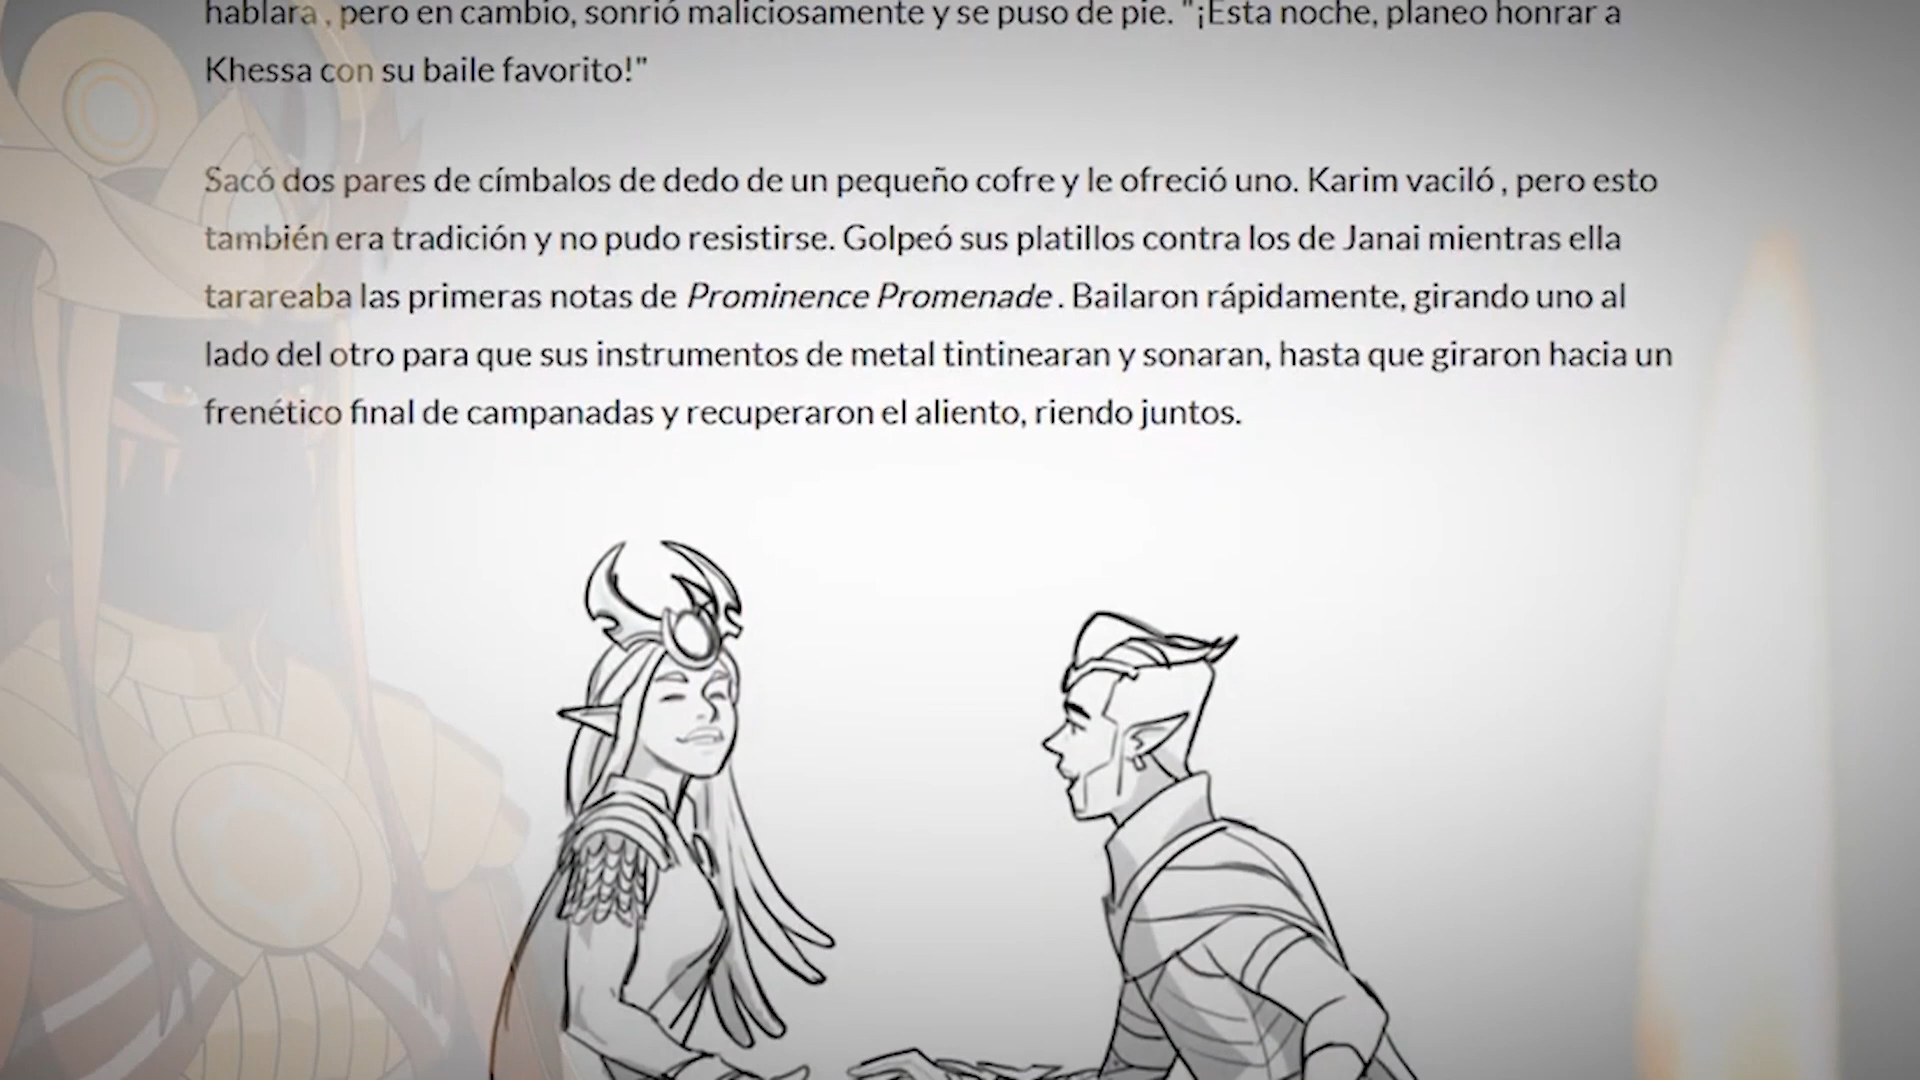 hablara , pero en cambio, sonrió maliciosamente y se puso de pie. "¡Esta noche, planeo honrar a
Khessa con su baile favorito!"
Sacó dos pares de címbalos de dedo de un pequeño cofre y le ofreció uno. Karim vaciló , pero esto
también era tradición y no pudo resistirse. Golpeó sus platillos contra los de Janai mientras ella
tarareaba las primeras notas de Prominence Promenade . Bailaron rápidamente, girando uno al
lado del otro para que sus instrumentos de metal tintinearan y sonaran, hasta que giraron hacia un
frenético final de campanadas y recuperaron el aliento, riendo juntos.